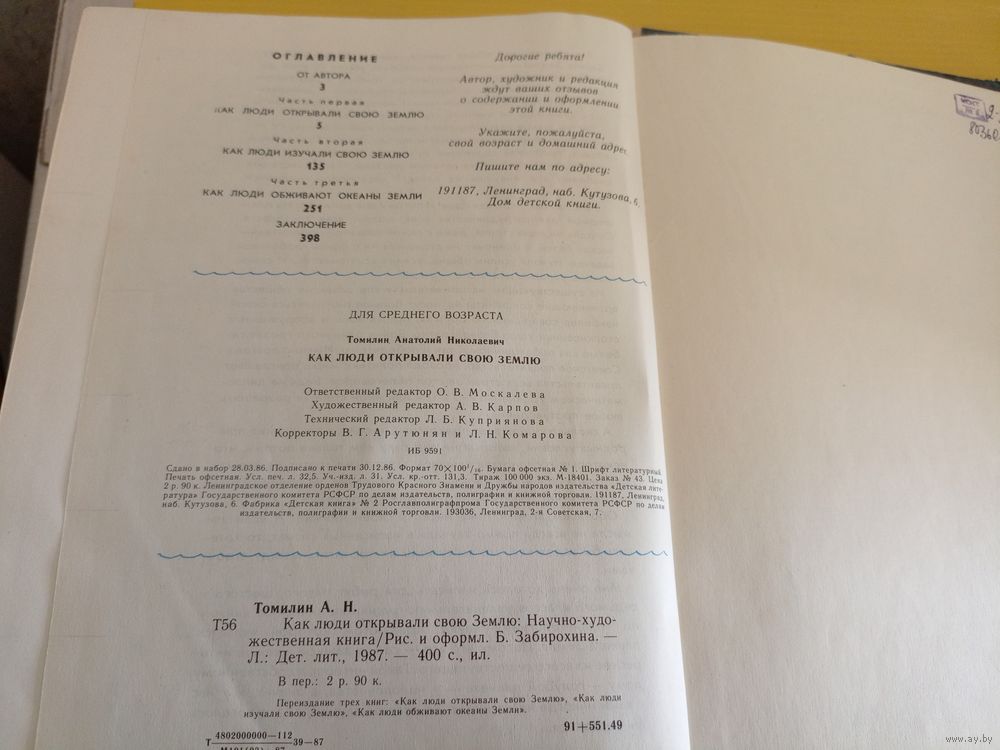 ОГЛАВЛЕНИЕ
ОТ АВТОРА
3
Часть первая
КАК ЛЮДИ ОТКРЫВАЛИ СВОЮ ЗЕМЛЮ
5
Часть вторая
КАК ЛЮДИ ИЗУЧАЛИ СВОЮ ЗЕМЛЮ
135
Часть третья
КАК ЛЮДИ ОБЖИВАЮТ ОКЕАНЫ ЗЕМЛИ
251
ЗАКЛЮЧЕНИЕ
398
Дорогие ребята!
Автор, художник и редакция
ждут ваших отзывов
о содержании и оформлении
этой книги.
Укажите, пожалуйста,
свой возраст и домашний адрес.
Пишите нам по адресу:
191187, Ленинград, наб. Кутузова, 6,
Дом детской книги.
ДЛЯ СРЕДНЕГО ВОЗРАСТА
Томилин Анатолий Николаевич
КАК ЛЮДИ ОТКРЫВАЛИ СВОЮ ЗЕМЛЮ
Ответственный редактор О. В. Москалева
Художественный редактор А. В. Карпов
Технический редактор Л. Б. Куприянова
Корректоры В. Г. Арутюнян и Л. Н. Комарова
ИБ 9591
Сдано в набор 28.03.86. Подписано к печати 30.12.86. Формат 70×100¹/₁₆. Бумага офсетная № 1. Шрифт литературный.
Печать офсетная. Усл. печ. л. 32,5. Уч.-изд. л. 31. Усл. кр.-отт. 131,3. Тираж 100 000 экз. М-18401. Заказ № 43. Цена
2 р. 90 к. Ленинградское отделение орденов Трудового Красного Знамени и Дружбы народов издательства «Детская лите-
ратура» Государственного комитета РСФСР по делам издательств, полиграфии и книжной торговли. 191187, Ленинград,
наб. Кутузова, 6. Фабрика «Детская книга» № 2 Росглавполиграфпрома Государственного комитета РСФСР по делам
издательств, полиграфии и книжной торговли. 193036, Ленинград, 2-я Советская, 7.
Томилин А. Н.
Т56 Как люди открывали свою Землю: Научно-худо-
жественная книга/Рис. и оформл. Б. Забирохина. —
Л.: Дет. лит., 1987. — 400 с., ил.
В пер.: 2 р. 90 к.
Переиздание трех книг: «Как люди открывали свою Землю», «Как люди
изучали свою Землю», «Как люди обживают океаны Земли».
91+551.49
Т 4802000000—112 39—87
www.ay.by